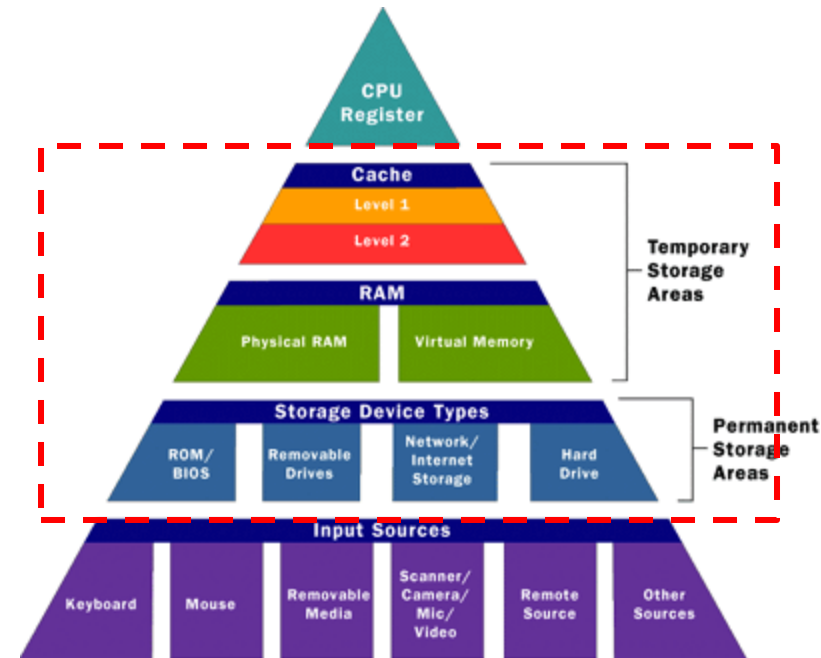 CPU
Register
Cache
Level 1
Level 2
Temporary
Storage
Areas
RAM
Physical RAM
Virtual Memory
Storage Device Types
ROM/
BIOS
Removable
Drives
Network/
Internet
Storage
Hard
Drive
Permanent
Storage
Areas
Input Sources
Keyboard
Mouse
Removable
Media
Scanner/
Camera/
Mic/
Video
Remote
Source
Other
Sources